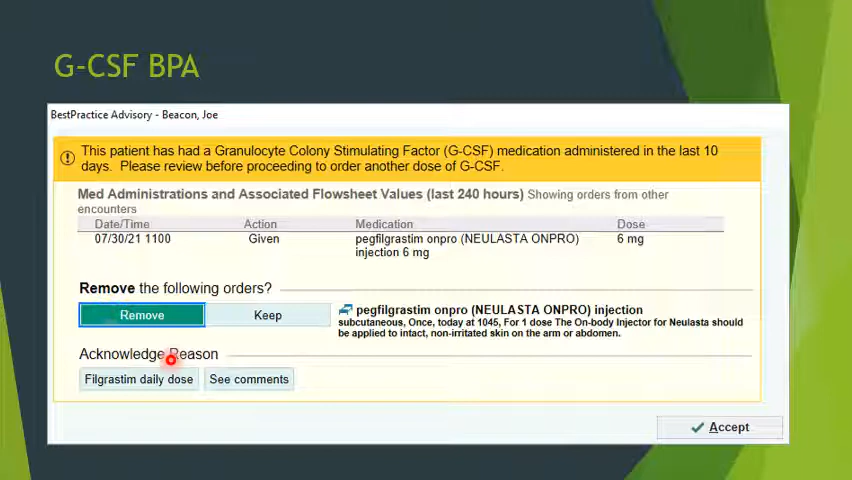 G-CSF BPA
BestPractice Advisory - Beacon, Joe
This patient has had a Granulocyte Colony Stimulating Factor (G-CSF) medication administered in the last 10
days. Please review before proceeding to order another dose of G-CSF.
Med Administrations and Associated Flowsheet Values (last 240 hours) Showing orders from other
encounters
Date/Time Action Medication Dose
07/30/21 1100 Given pegfilgrastim onpro (NEULASTA ONPRO) 6 mg
injection 6 mg
Remove the following orders?
Remove Keep pegfilgrastim onpro (NEULASTA ONPRO) injection
subcutaneous, Once, today at 1045, For 1 dose The On-body Injector for Neulasta should
be applied to intact, non-irritated skin on the arm or abdomen.
Acknowledge Reason
Filgrastim daily dose See comments
Accept